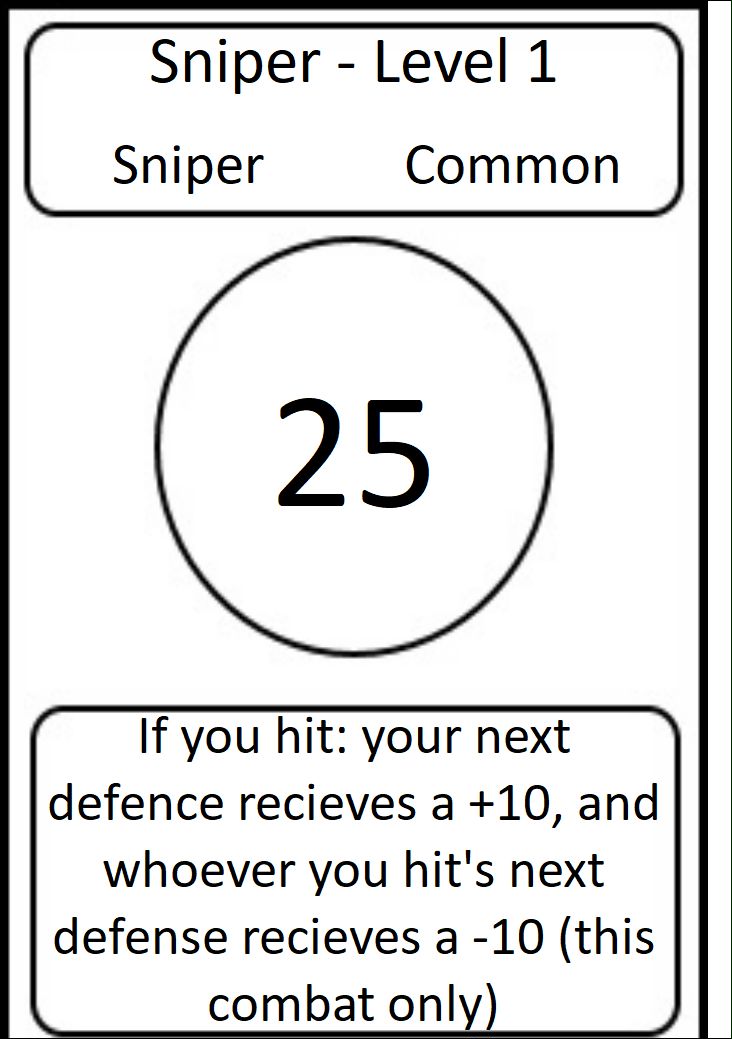 Sniper - Level 1
Sniper Common
25
If you hit: your next
defence recieves a +10, and
whoever you hit's next
defense recieves a -10 (this
combat only)